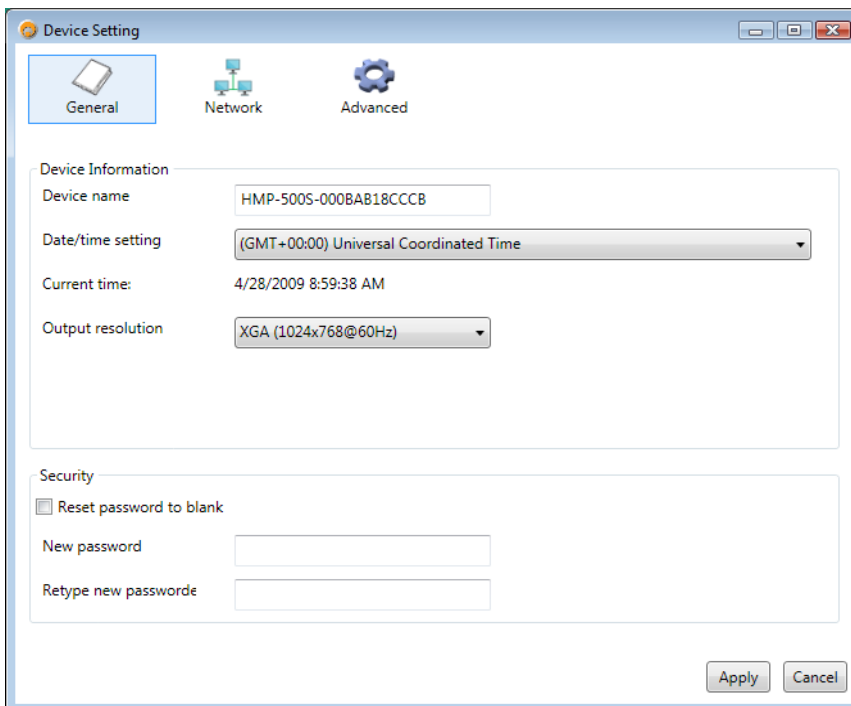 Device Setting
General Network Advanced
Device Information
Device name HMP-500S-000BAB18CCCB
Date/time setting (GMT+00:00) Universal Coordinated Time
Current time: 4/28/2009 8:59:38 AM
Output resolution XGA (1024x768@60Hz)
Security
Reset password to blank
New password
Retype new passworde
Apply Cancel